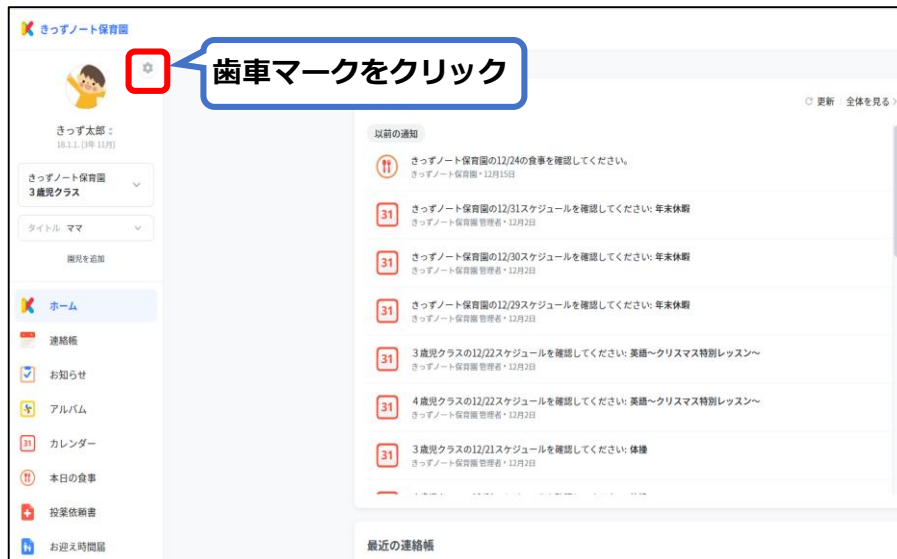 きっずノート保育園
歯車マークをクリック
きっず太郎
18.1.1. (3年 11月)
きっずノート保育園
3歳児クラス
タイトル ママ
園児を追加
ホーム
連絡帳
お知らせ
アルバム
31 カレンダー
本日の食事
投薬依頼書
お迎え時間届
更新 全体を見る
以前の通知
きっずノート保育園の12/24の食事を確認してください。
きっずノート保育園・12月15日
31 きっずノート保育園の12/31スケジュールを確認してください: 年末休暇
きっずノート保育園 管理者・12月2日
31 きっずノート保育園の12/30スケジュールを確認してください: 年末休暇
きっずノート保育園 管理者・12月2日
31 きっずノート保育園の12/29スケジュールを確認してください: 年末休暇
きっずノート保育園 管理者・12月2日
31 3歳児クラスの12/22スケジュールを確認してください: 英語〜クリスマス特別レッスン〜
きっずノート保育園 管理者・12月2日
31 4歳児クラスの12/22スケジュールを確認してください: 英語〜クリスマス特別レッスン〜
きっずノート保育園 管理者・12月2日
31 3歳児クラスの12/21スケジュールを確認してください: 体操
きっずノート保育園 管理者・12月2日
最近の連絡帳